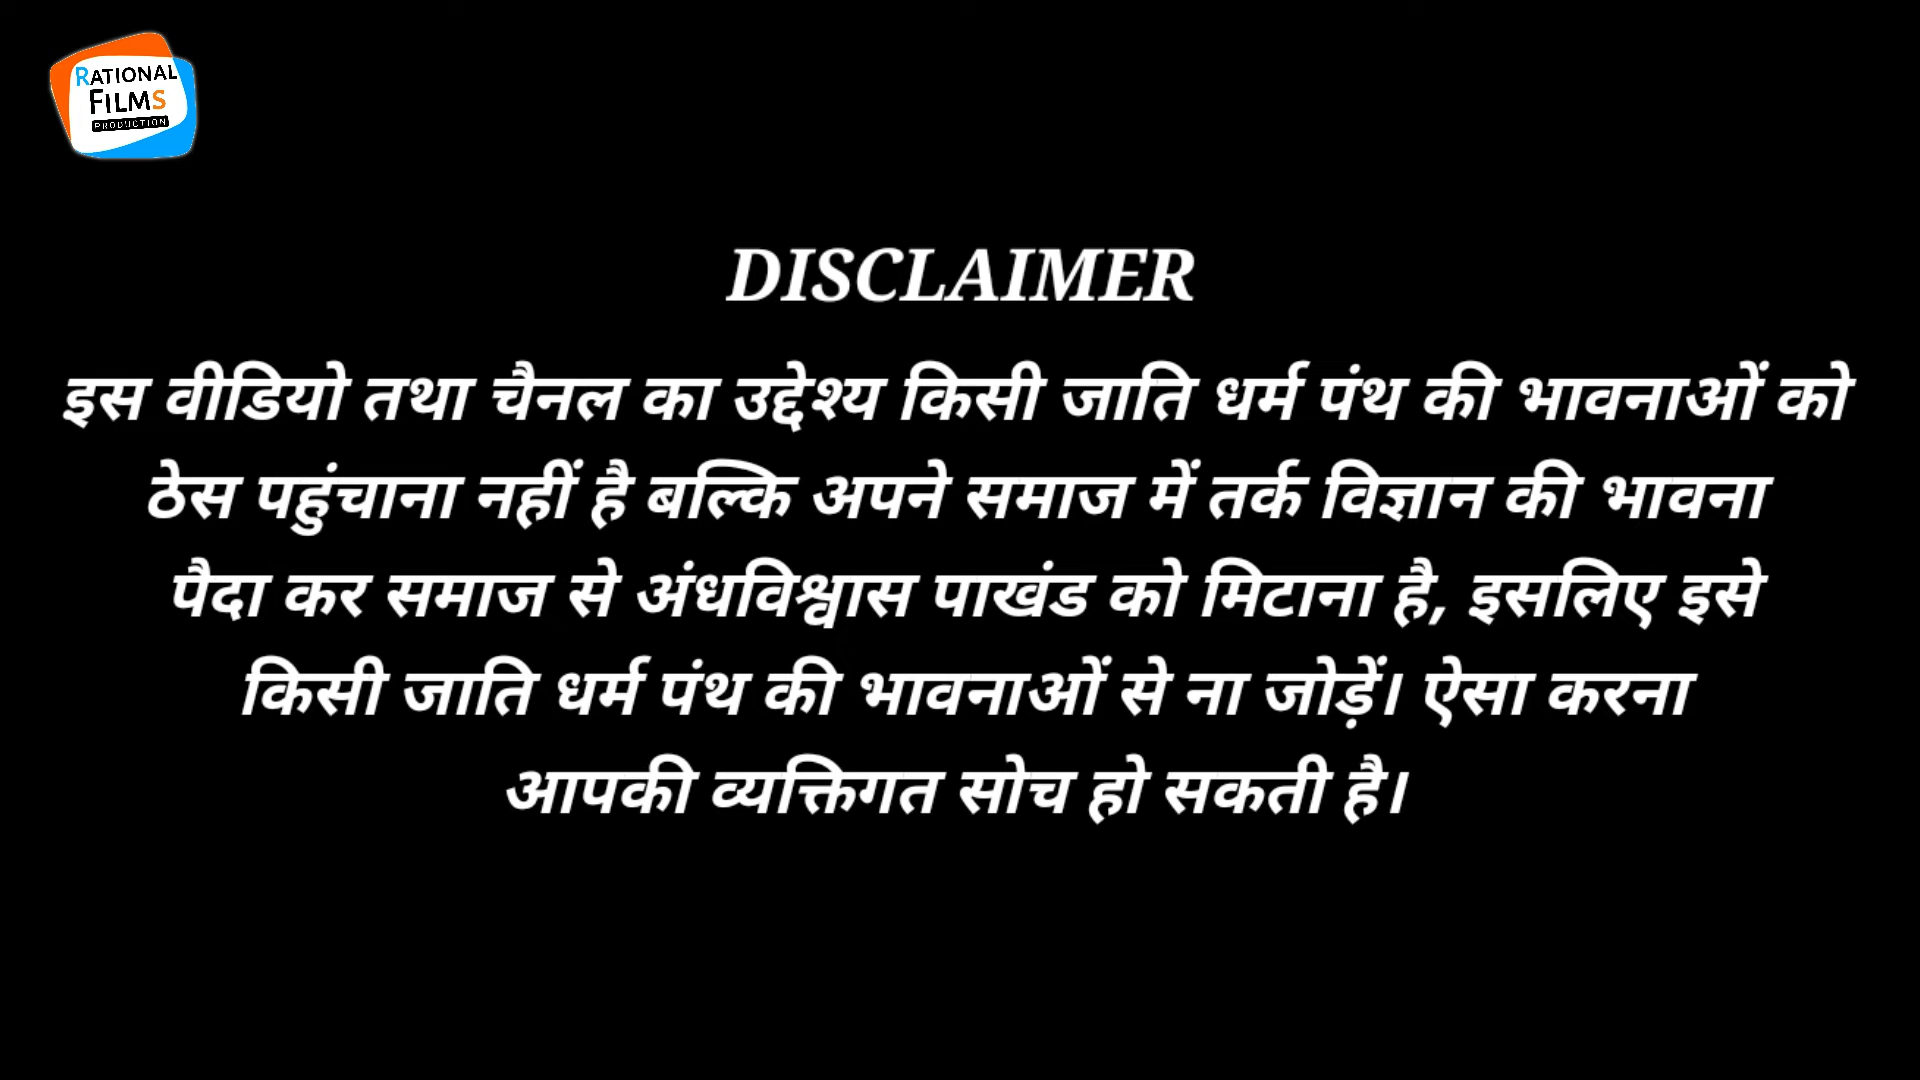 RATIONAL
FILMS
PRODUCTION
DISCLAIMER
इस वीडियो तथा चैनल का उद्देश्य किसी जाति धर्म पंथ की भावनाओं को
ठेस पहुंचाना नहीं है बल्कि अपने समाज में तर्क विज्ञान की भावना
पैदा कर समाज से अंधविश्वास पाखंड को मिटाना है, इसलिए इसे
किसी जाति धर्म पंथ की भावनाओं से ना जोड़ें। ऐसा करना
आपकी व्यक्तिगत सोच हो सकती है।